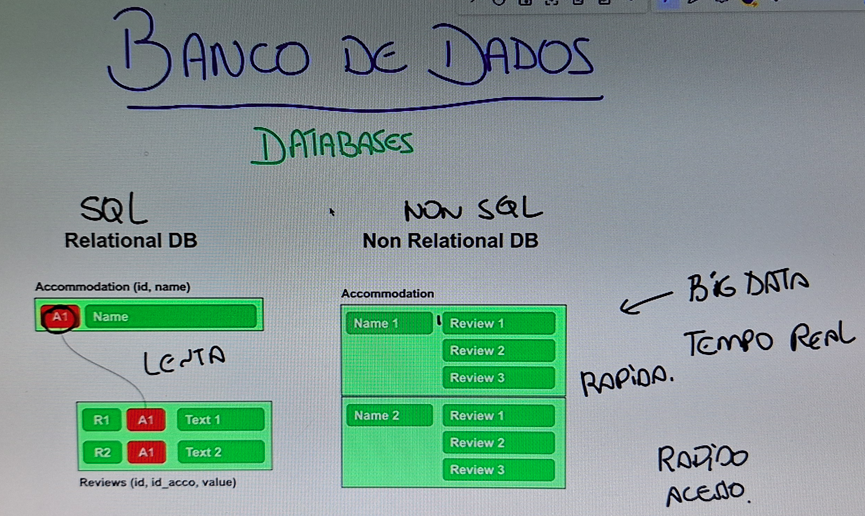 BANCO DE DADOS
DATABASES
SQL
Relational DB
Accommodation (id, name)
A1 Name
LENTA
R1 A1 Text 1
R2 A1 Text 2
Reviews (id, id_acco, value)
NON SQL
Non Relational DB
Accommodation
Name 1 Review 1
Review 2
Review 3
Name 2 Review 1
Review 2
Review 3
BIG DATA
TEMPO REAL
RAPIDA.
RAPIDO
ACESSO.